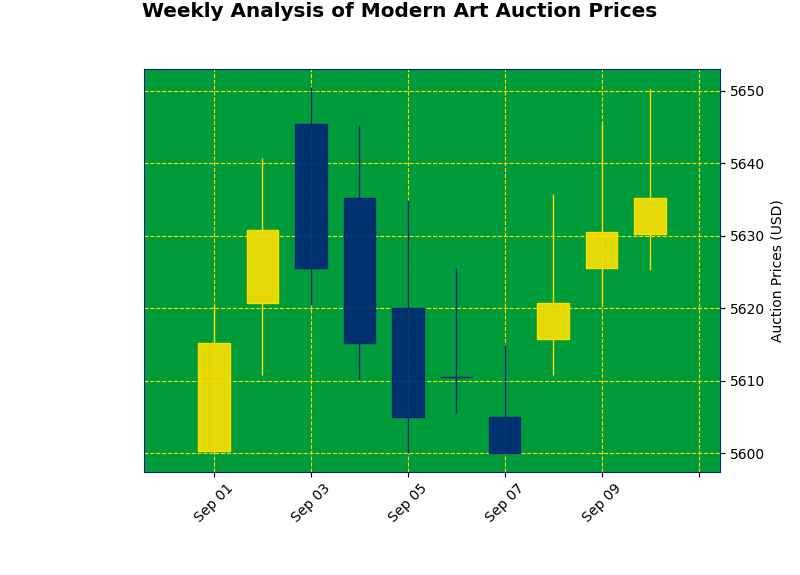 Weekly Analysis of Modern Art Auction Prices
5650
5640
5630
5620
5610
5600
Auction Prices (USD)
Sep 01
Sep 03
Sep 05
Sep 07
Sep 09